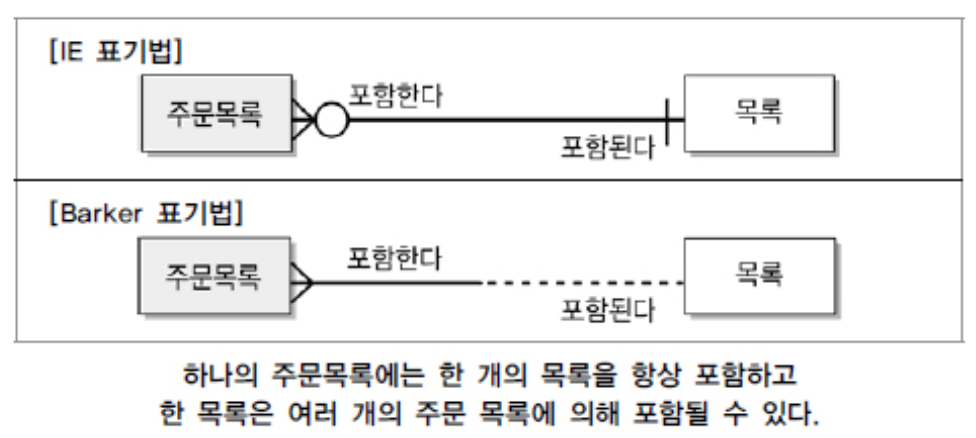 [IE 표기법]
주문목록
포함한다
포함된다
목록
[Barker 표기법]
주문목록
포함한다
포함된다
목록
하나의 주문목록에는 한 개의 목록을 항상 포함하고
한 목록은 여러 개의 주문 목록에 의해 포함될 수 있다.